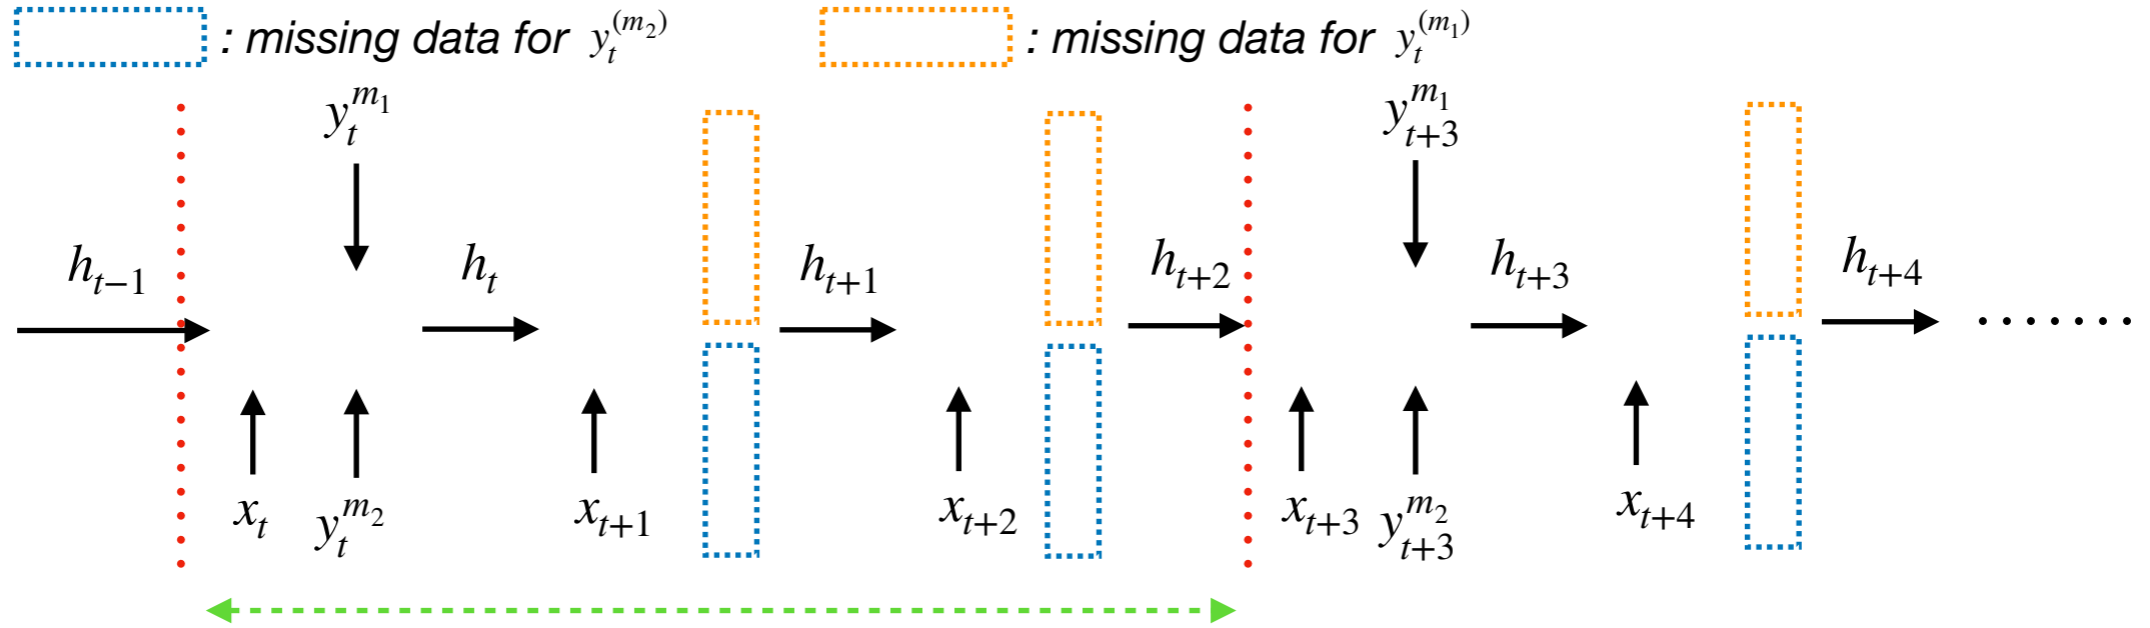 : missing data for y_t^{(m_2)} : missing data for y_t^{(m_1)}
y_t^{m_1} y_{t+3}^{m_1}
h_{t-1} h_t h_{t+1} h_{t+2} h_{t+3} h_{t+4}
.......
x_t y_t^{m_2} x_{t+1} x_{t+2} x_{t+3} y_{t+3}^{m_2} x_{t+4}